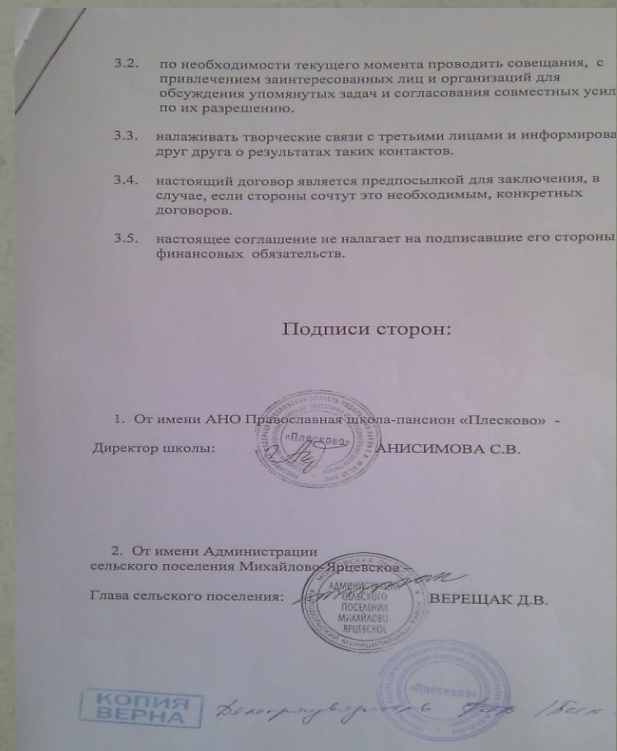 3.2. по необходимости текущего момента проводить совещания, с
привлечением заинтересованных лиц и организаций для
обсуждения упомянутых задач и согласования совместных усил
по их разрешению.
3.3. налаживать творческие связи с третьими лицами и информирова
друг друга о результатах таких контактов.
3.4. настоящий договор является предпосылкой для заключения, в
случае, если стороны сочтут это необходимым, конкретных
договоров.
3.5. настоящее соглашение не налагает на подписавшие его стороны
финансовых обязательств.
Подписи сторон:
1. От имени АНО Православная школа-пансион «Плесково» -
«Плесково»
Директор школы: АНИСИМОВА С.В.
2. От имени Администрации
сельского поселения Михайлово-Ярцевское -
Глава сельского поселения: ВЕРЕЩАК Д.В.
АДМИНИСТРАЦИЯ
СЕЛЬСКОГО
ПОСЕЛЕНИЯ
МИХАЙЛОВО
ЯРЦЕВСКОЕ
«Плесково»
КОПИЯ
ВЕРНА